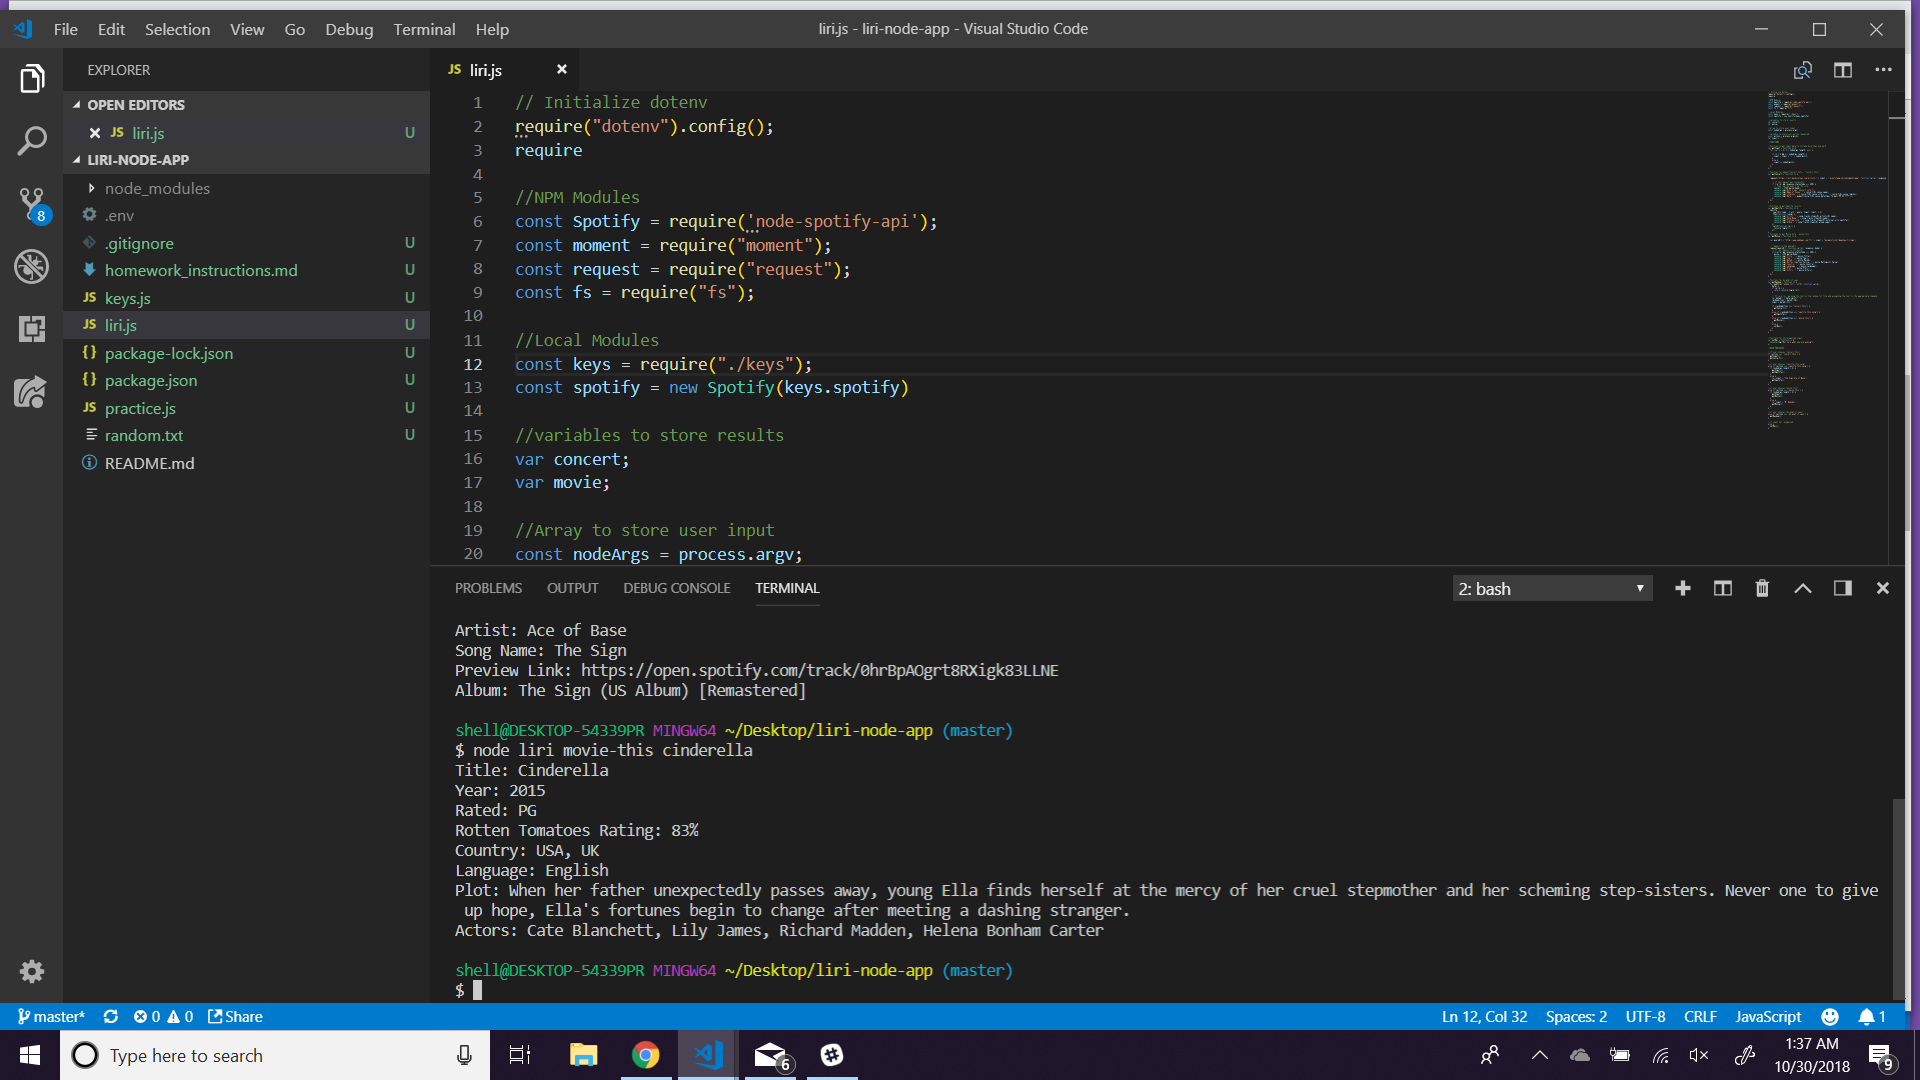 File Edit Selection View Go Debug Terminal Help
liri.js - liri-node-app - Visual Studio Code
EXPLORER
OPEN EDITORS
JS liri.js U
LIRI-NODE-APP
node_modules
.env
.gitignore U
homework_instructions.md U
JS keys.js U
JS liri.js U
{} package-lock.json U
{} package.json U
JS practice.js U
random.txt U
README.md
8
JS liri.js
1 // Initialize dotenv
2 require("dotenv").config();
3 require
4
5 //NPM Modules
6 const Spotify = require('node-spotify-api');
7 const moment = require("moment");
8 const request = require("request");
9 const fs = require("fs");
10
11 //Local Modules
12 const keys = require("./keys");
13 const spotify = new Spotify(keys.spotify)
14
15 //variables to store results
16 var concert;
17 var movie;
18
19 //Array to store user input
20 const nodeArgs = process.argv;
PROBLEMS OUTPUT DEBUG CONSOLE TERMINAL
2: bash
Artist: Ace of Base
Song Name: The Sign
Preview Link: https://open.spotify.com/track/0hrBpAOgrt8RXigk83LLNE
Album: The Sign (US Album) [Remastered]
shell@DESKTOP-54339PR MINGW64 ~/Desktop/liri-node-app (master)
$ node liri movie-this cinderella
Title: Cinderella
Year: 2015
Rated: PG
Rotten Tomatoes Rating: 83%
Country: USA, UK
Language: English
Plot: When her father unexpectedly passes away, young Ella finds herself at the mercy of her cruel stepmother and her scheming step-sisters. Never one to give
up hope, Ella's fortunes begin to change after meeting a dashing stranger.
Actors: Cate Blanchett, Lily James, Richard Madden, Helena Bonham Carter
shell@DESKTOP-54339PR MINGW64 ~/Desktop/liri-node-app (master)
$
master* 0 0 Share
Ln 12, Col 32 Spaces: 2 UTF-8 CRLF JavaScript 1
Type here to search
6
1:37 AM
10/30/2018
9